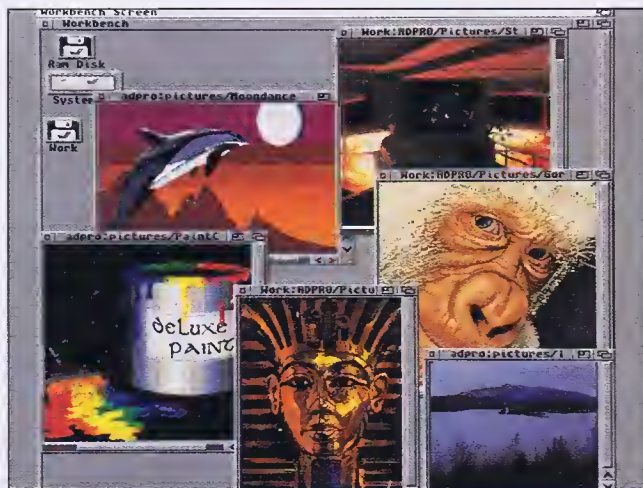 Workbench Screen
Workbench
Work:ADPRO/Pictures/St
Ram Disk
System
adpro:pictures/Moondance
Work
Work:ADPRO/Pictures/Gor
adpro:pictures/PaintC
Work:ADPRO/Pictu
deLuxe
PAINT
adpro:pictures/l